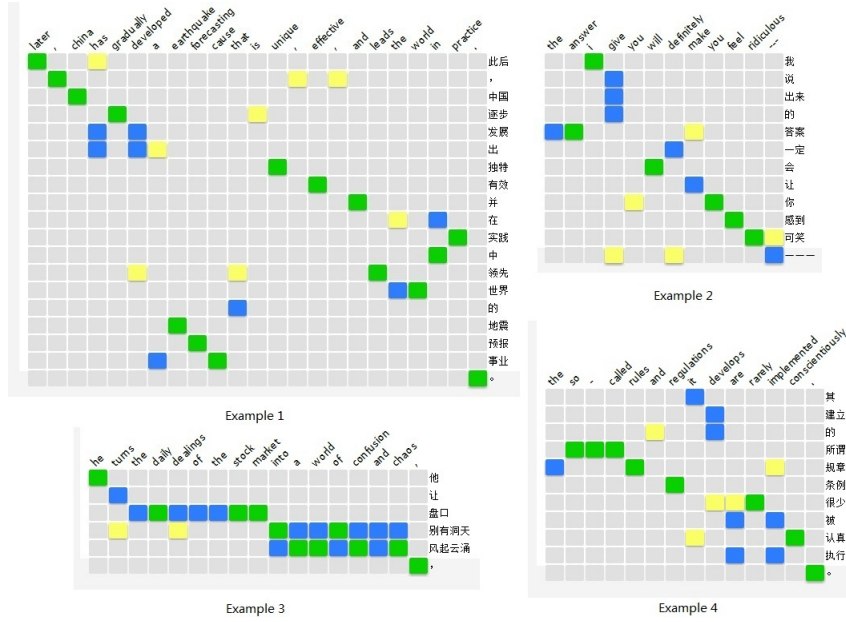 later , china has gradually developed a earthquake forecasting cause that is unique , effective , and leads the world in practice .
此后
，
中国
逐步
发展
出
独特
有效
并
在
实践
中
领先
世界
的
地震
预报
事业
。
Example 1
the answer i give you will definitely make you feel ridiculous ---
我
说
出来
的
答案
一定
会
让
你
感到
可笑
———
Example 2
he turns the daily dealings of the stock market into a world of confusion and chaos ,
他
让
盘口
别有洞天
风起云涌
，
Example 3
the so - called rules and regulations it develops are rarely implemented conscientiously .
其
建立
的
所谓
规章
条例
很少
被
认真
执行
。
Example 4